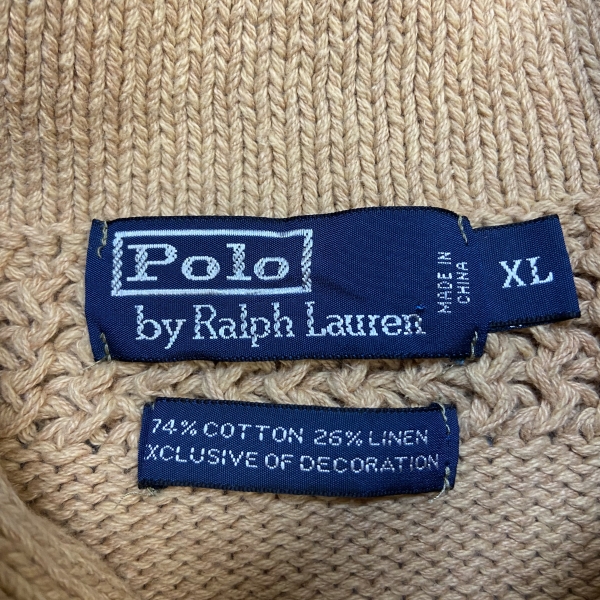 Polo
by Ralph Lauren
MADE IN
CHINA
XL
74% COTTON 26% LINEN
XCLUSIVE OF DECORATION